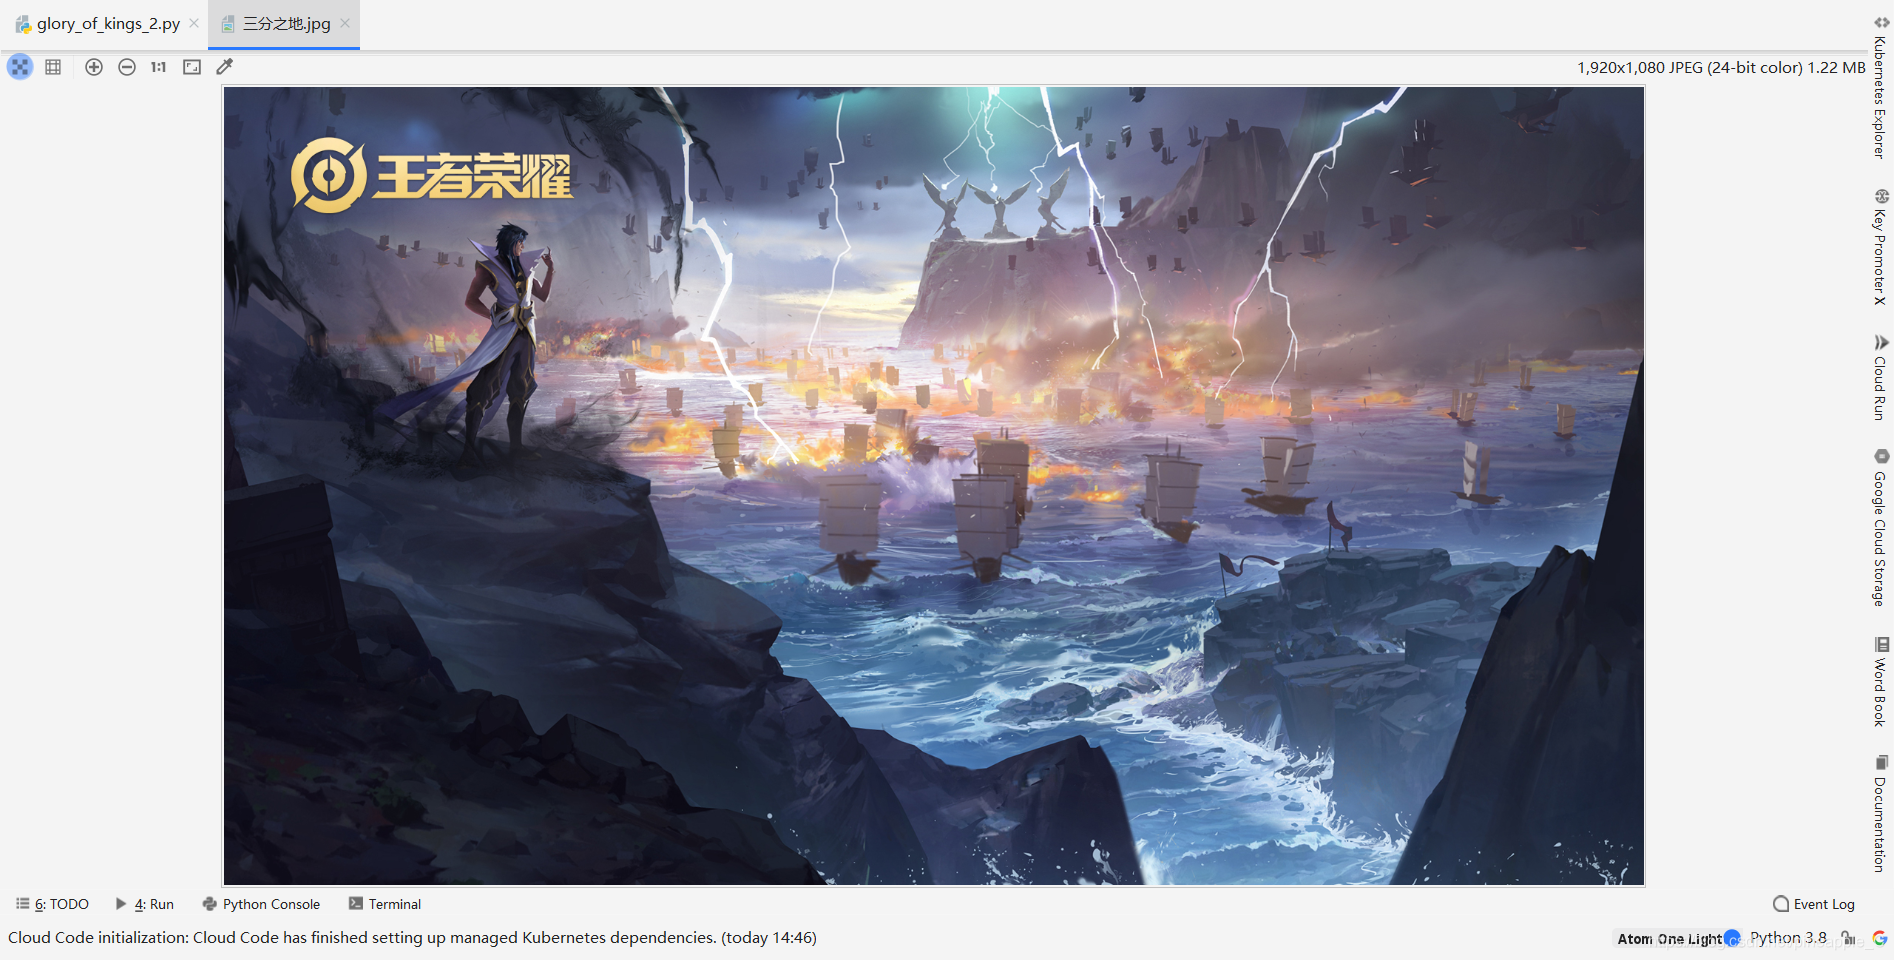 glory_of_kings_2.py
三分之地.jpg
1:1
1,920x1,080 JPEG (24-bit color) 1.22 MB
王者荣耀
Kubernetes Explorer
Key Promoter X
Cloud Run
Google Cloud Storage
Word Book
Documentation
6: TODO
4: Run
Python Console
Terminal
Event Log
Cloud Code initialization: Cloud Code has finished setting up managed Kubernetes dependencies. (today 14:46)
Atom One Light
Python 3.8